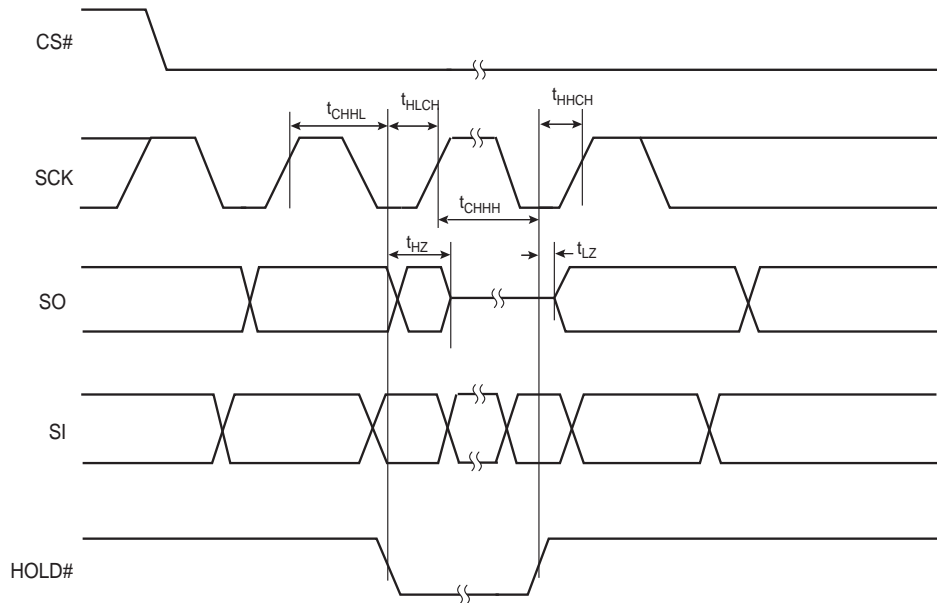 CS#
tCHHL
tHLCH
tHHCH
SCK
tCHHH
tHZ
tLZ
SO
SI
HOLD#